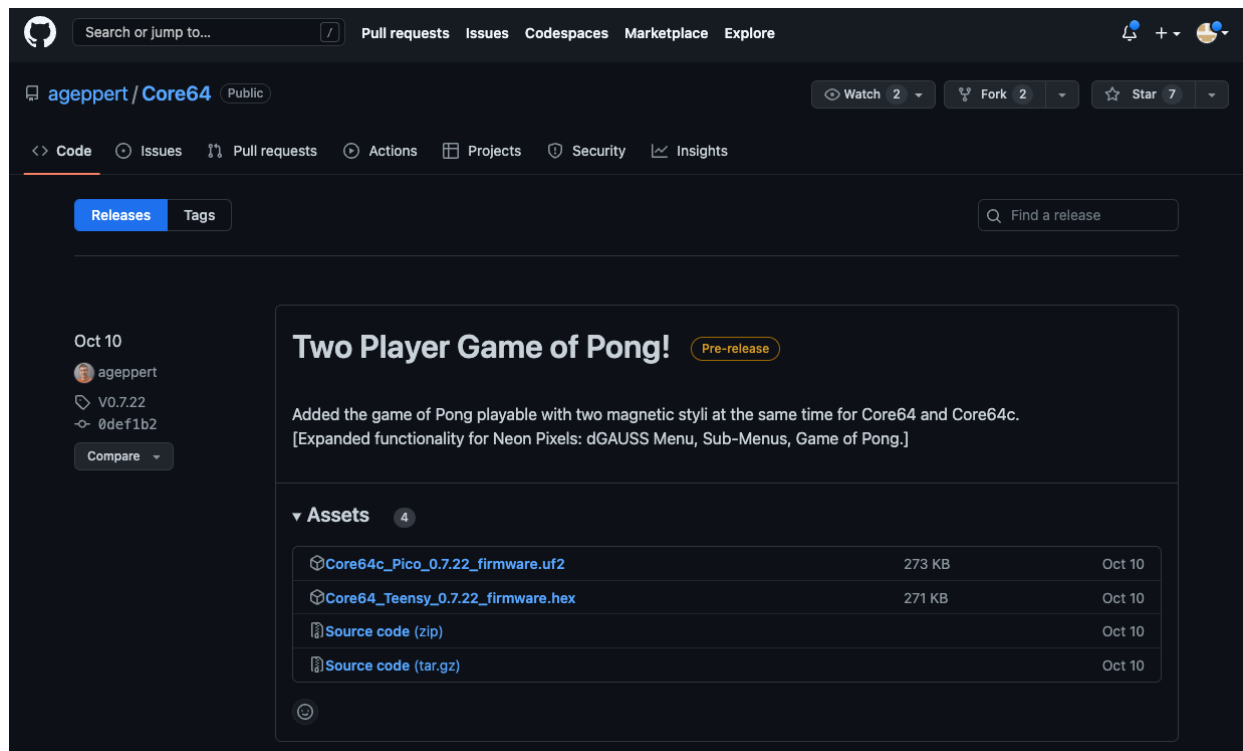 Search or jump to... /
Pull requests Issues Codespaces Marketplace Explore
ageppert / Core64 Public
Watch 2 Fork 2 Star 7
Code Issues Pull requests Actions Projects Security Insights
Releases Tags
Find a release
Oct 10
ageppert
V0.7.22
0def1b2
Compare
Two Player Game of Pong! Pre-release
Added the game of Pong playable with two magnetic styli at the same time for Core64 and Core64c.
[Expanded functionality for Neon Pixels: dGAUSS Menu, Sub-Menus, Game of Pong.]
Assets 4
Core64c_Pico_0.7.22_firmware.uf2 273 KB Oct 10
Core64_Teensy_0.7.22_firmware.hex 271 KB Oct 10
Source code (zip) Oct 10
Source code (tar.gz) Oct 10